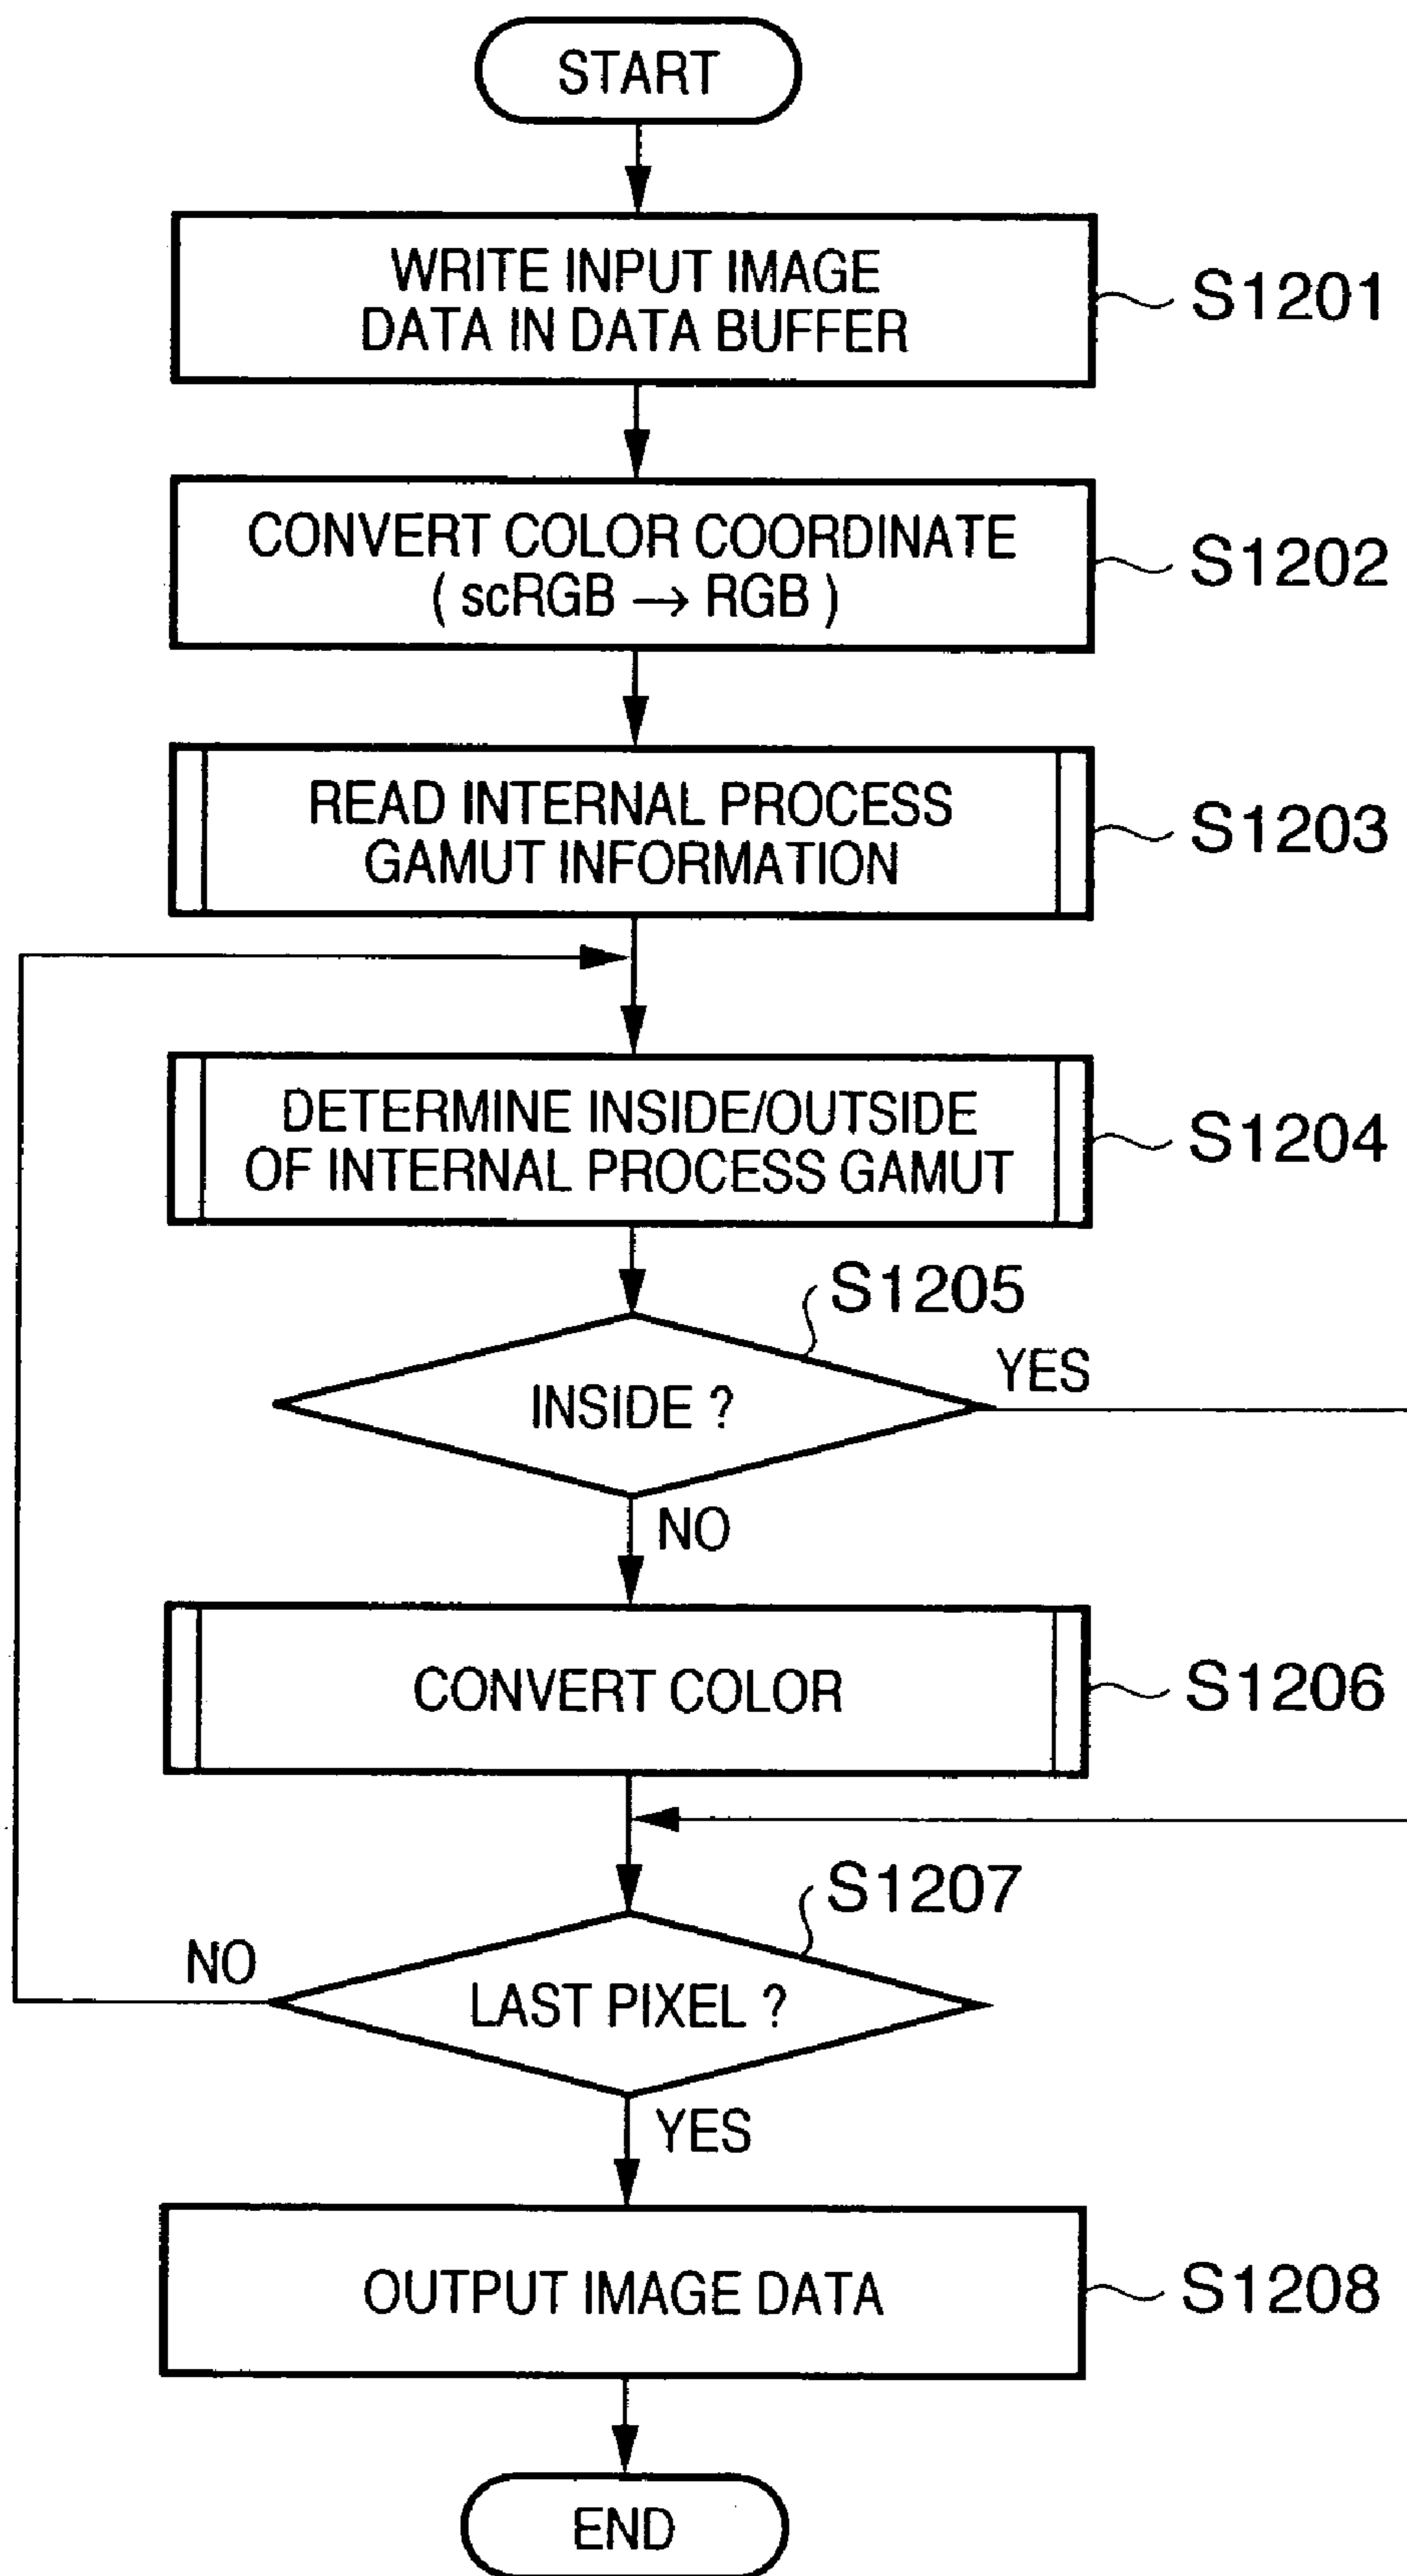 START
WRITE INPUT IMAGE
DATA IN DATA BUFFER
S1201
CONVERT COLOR COORDINATE
( scRGB → RGB )
S1202
READ INTERNAL PROCESS
GAMUT INFORMATION
S1203
DETERMINE INSIDE/OUTSIDE
OF INTERNAL PROCESS GAMUT
S1204
S1205
INSIDE ?
YES
NO
CONVERT COLOR
S1206
S1207
NO
LAST PIXEL ?
YES
OUTPUT IMAGE DATA
S1208
END